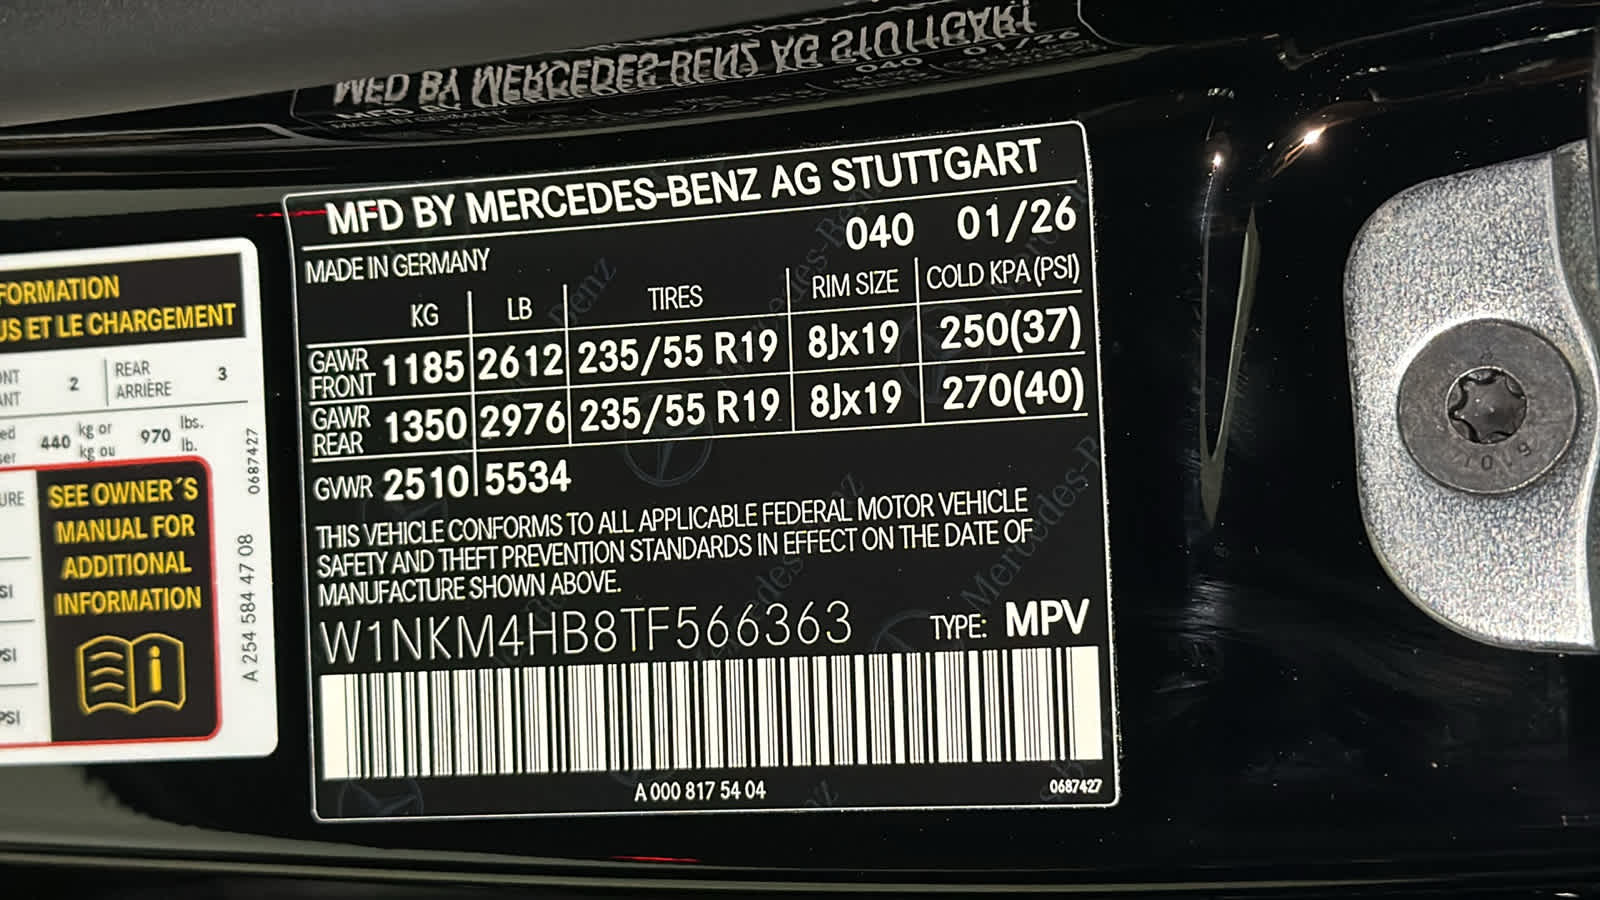 FORMATION
US ET LE CHARGEMENT
2
REAR
ARRIÈRE
3
440
kg or
kg ou
970
lbs.
lb.
SEE OWNER´S
MANUAL FOR
ADDITIONAL
INFORMATION
0687427
A 254 584 47 08
MFD BY MERCEDES-BENZ AG STUTTGART
MADE IN GERMANY
040 01/26
KG LB TIRES RIM SIZE COLD KPA(PSI)
GAWR FRONT 1185 2612 235/55 R19 8Jx19 250(37)
GAWR REAR 1350 2976 235/55 R19 8Jx19 270(40)
GVWR 2510 5534
THIS VEHICLE CONFORMS TO ALL APPLICABLE FEDERAL MOTOR VEHICLE
SAFETY AND THEFT PREVENTION STANDARDS IN EFFECT ON THE DATE OF
MANUFACTURE SHOWN ABOVE.
W1NKM4HB8TF566363 TYPE: MPV
A 000 817 54 04
0687427